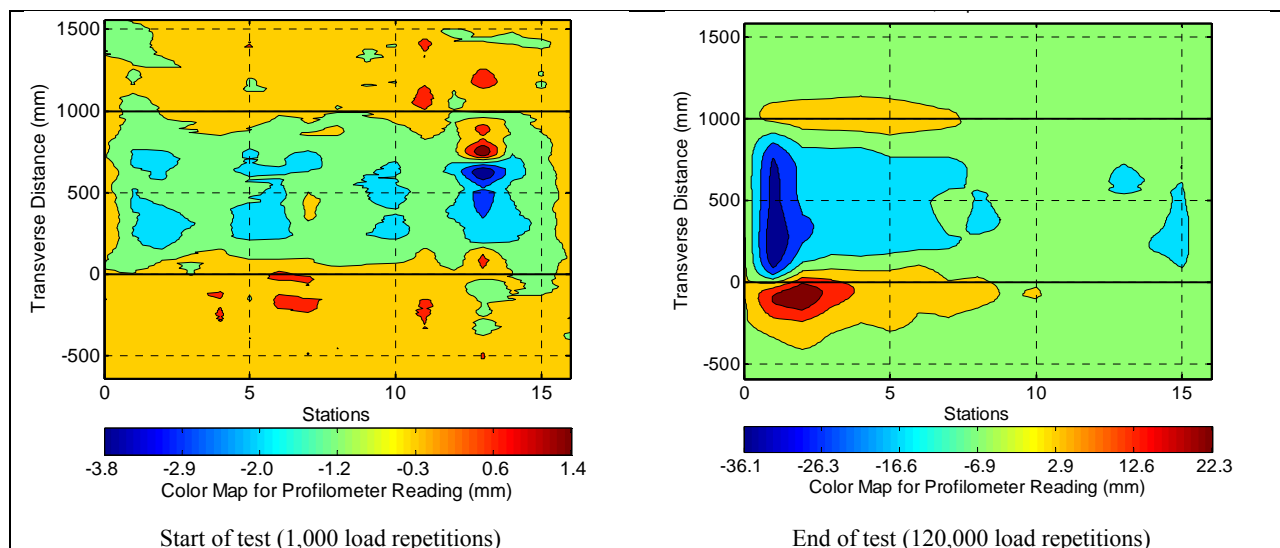 1500
1000
500
0
-500
Transverse Distance (mm)
0
5
10
15
Stations
-3.8 -2.9 -2.0 -1.2 -0.3 0.6 1.4
Color Map for Profilometer Reading (mm)
Start of test (1,000 load repetitions)
1500
1000
500
0
-500
Transverse Distance (mm)
0
5
10
15
Stations
-36.1 -26.3 -16.6 -6.9 2.9 12.6 22.3
Color Map for Profilometer Reading (mm)
End of test (120,000 load repetitions)